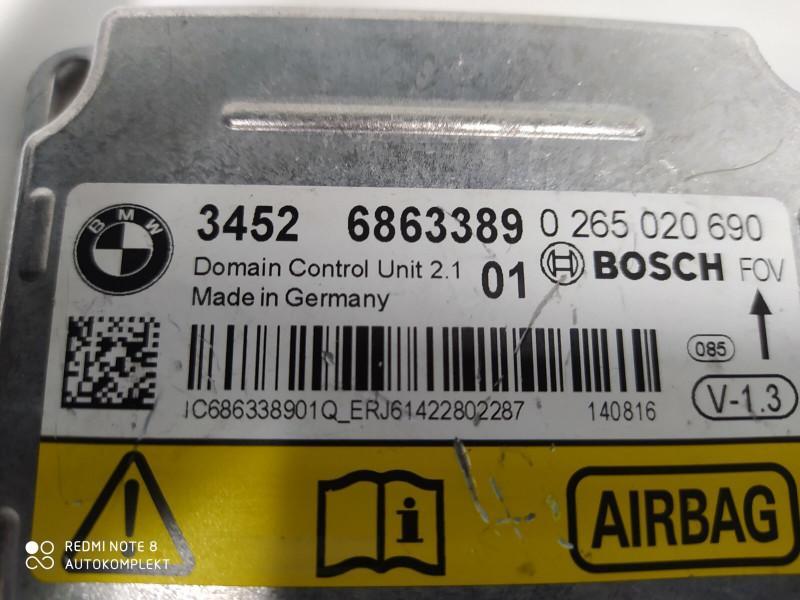 BMW
3452 6863389 0 265 020 690
Domain Control Unit 2.1 01 BOSCH FOV
Made in Germany
085
V-1.3
IC686338901Q_ERJ61422802287 140816
i
AIRBAG
REDMI NOTE 8
AUTOKOMPLEKT